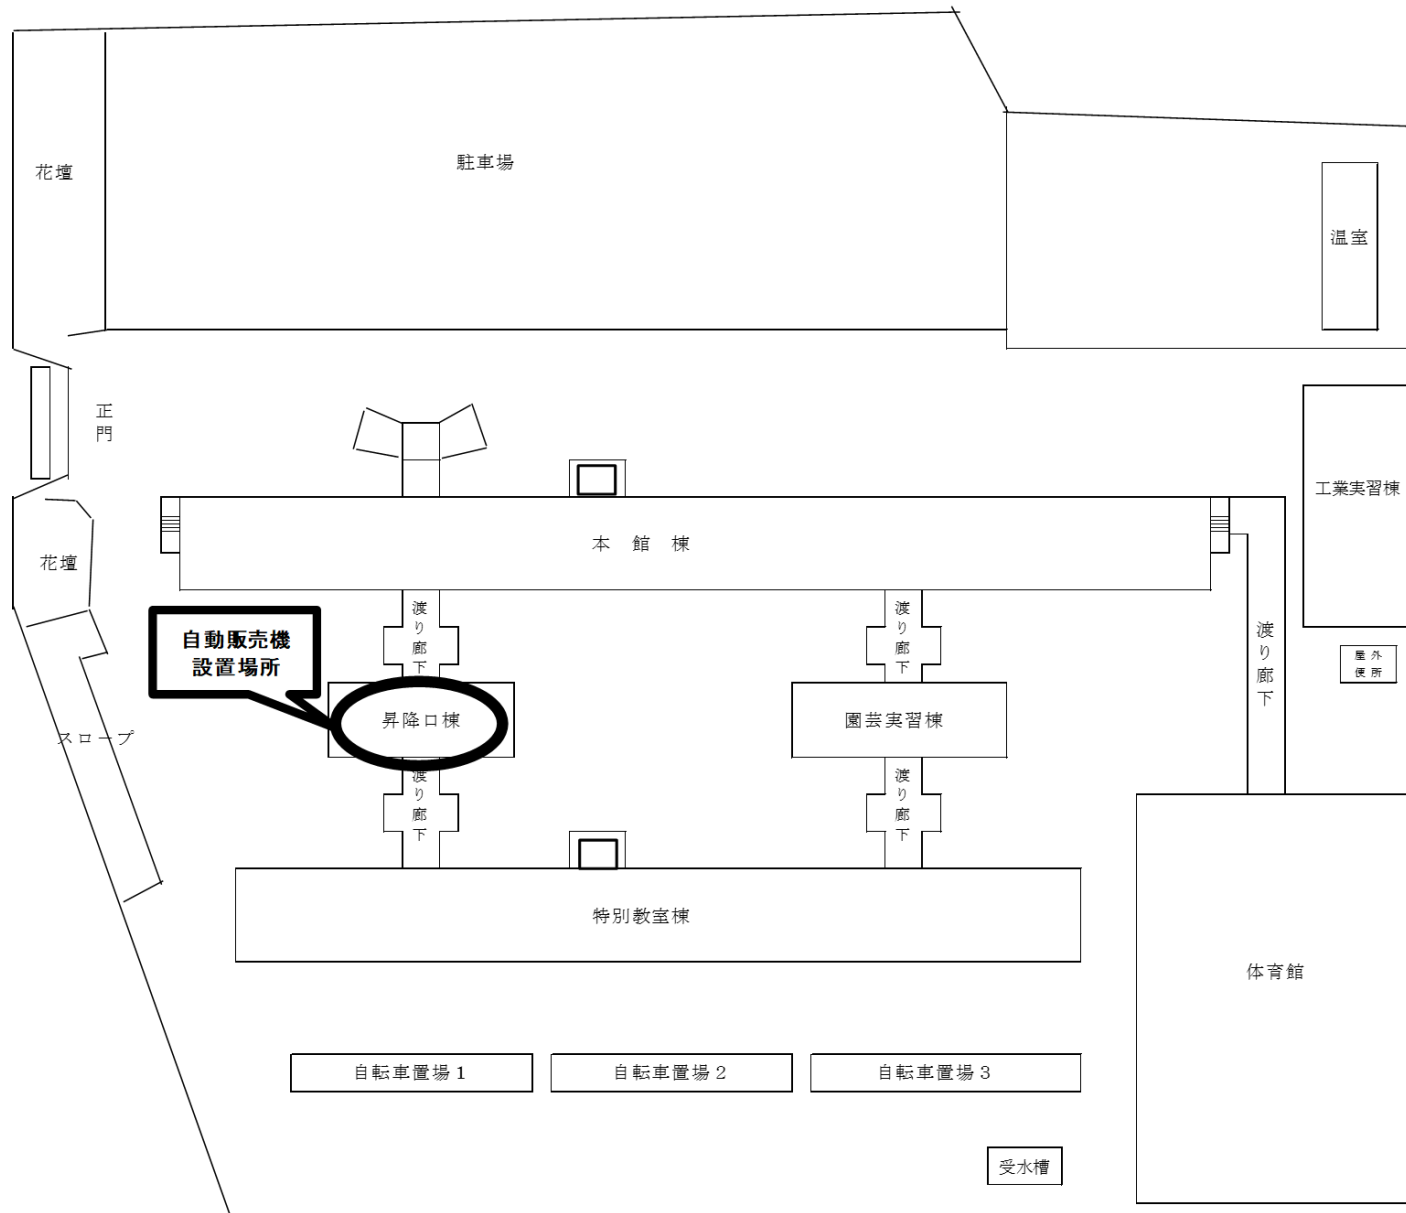 花壇
駐車場
温室
正門
工業実習棟
本　館　棟
花壇
渡り廊下
渡り廊下
渡り廊下
自動販売機
設置場所
屋外
便所
昇降口棟
園芸実習棟
スロープ
渡り廊下
渡り廊下
特別教室棟
体育館
自転車置場１
自転車置場２
自転車置場３
受水槽